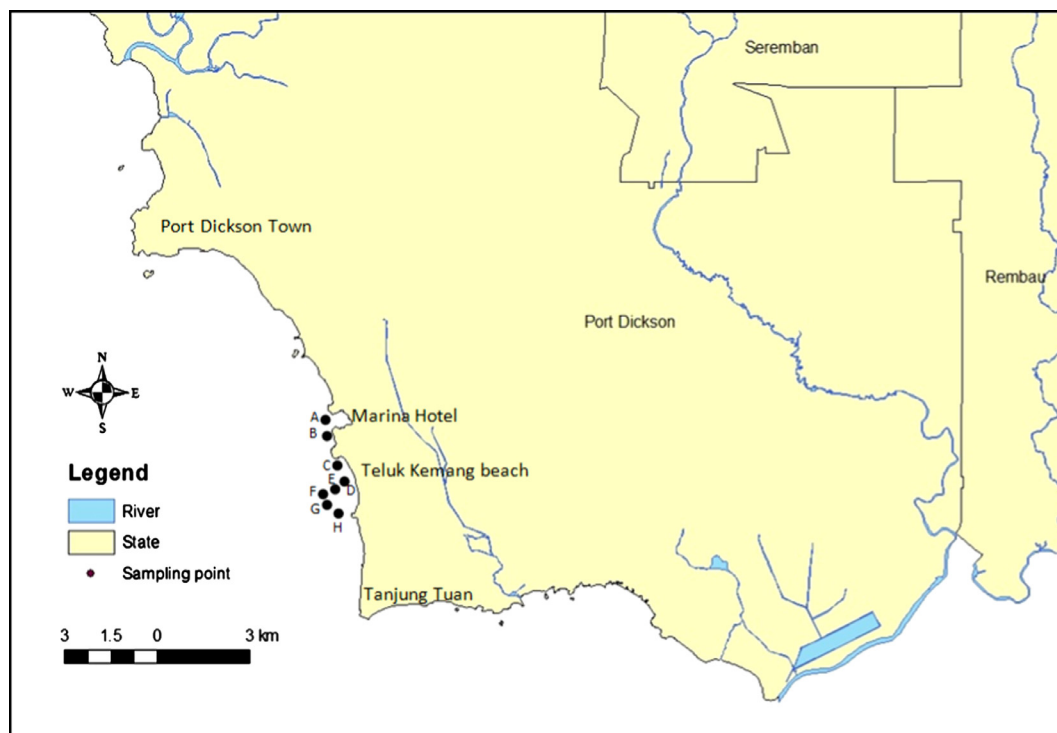 Seremban
Port Dickson Town
Rembau
Port Dickson
N
W E
S
A Marina Hotel
B
C Teluk Kemang beach
E
F D
G
H
Legend
River
State
Sampling point
Tanjung Tuan
3 1.5 0 3 km